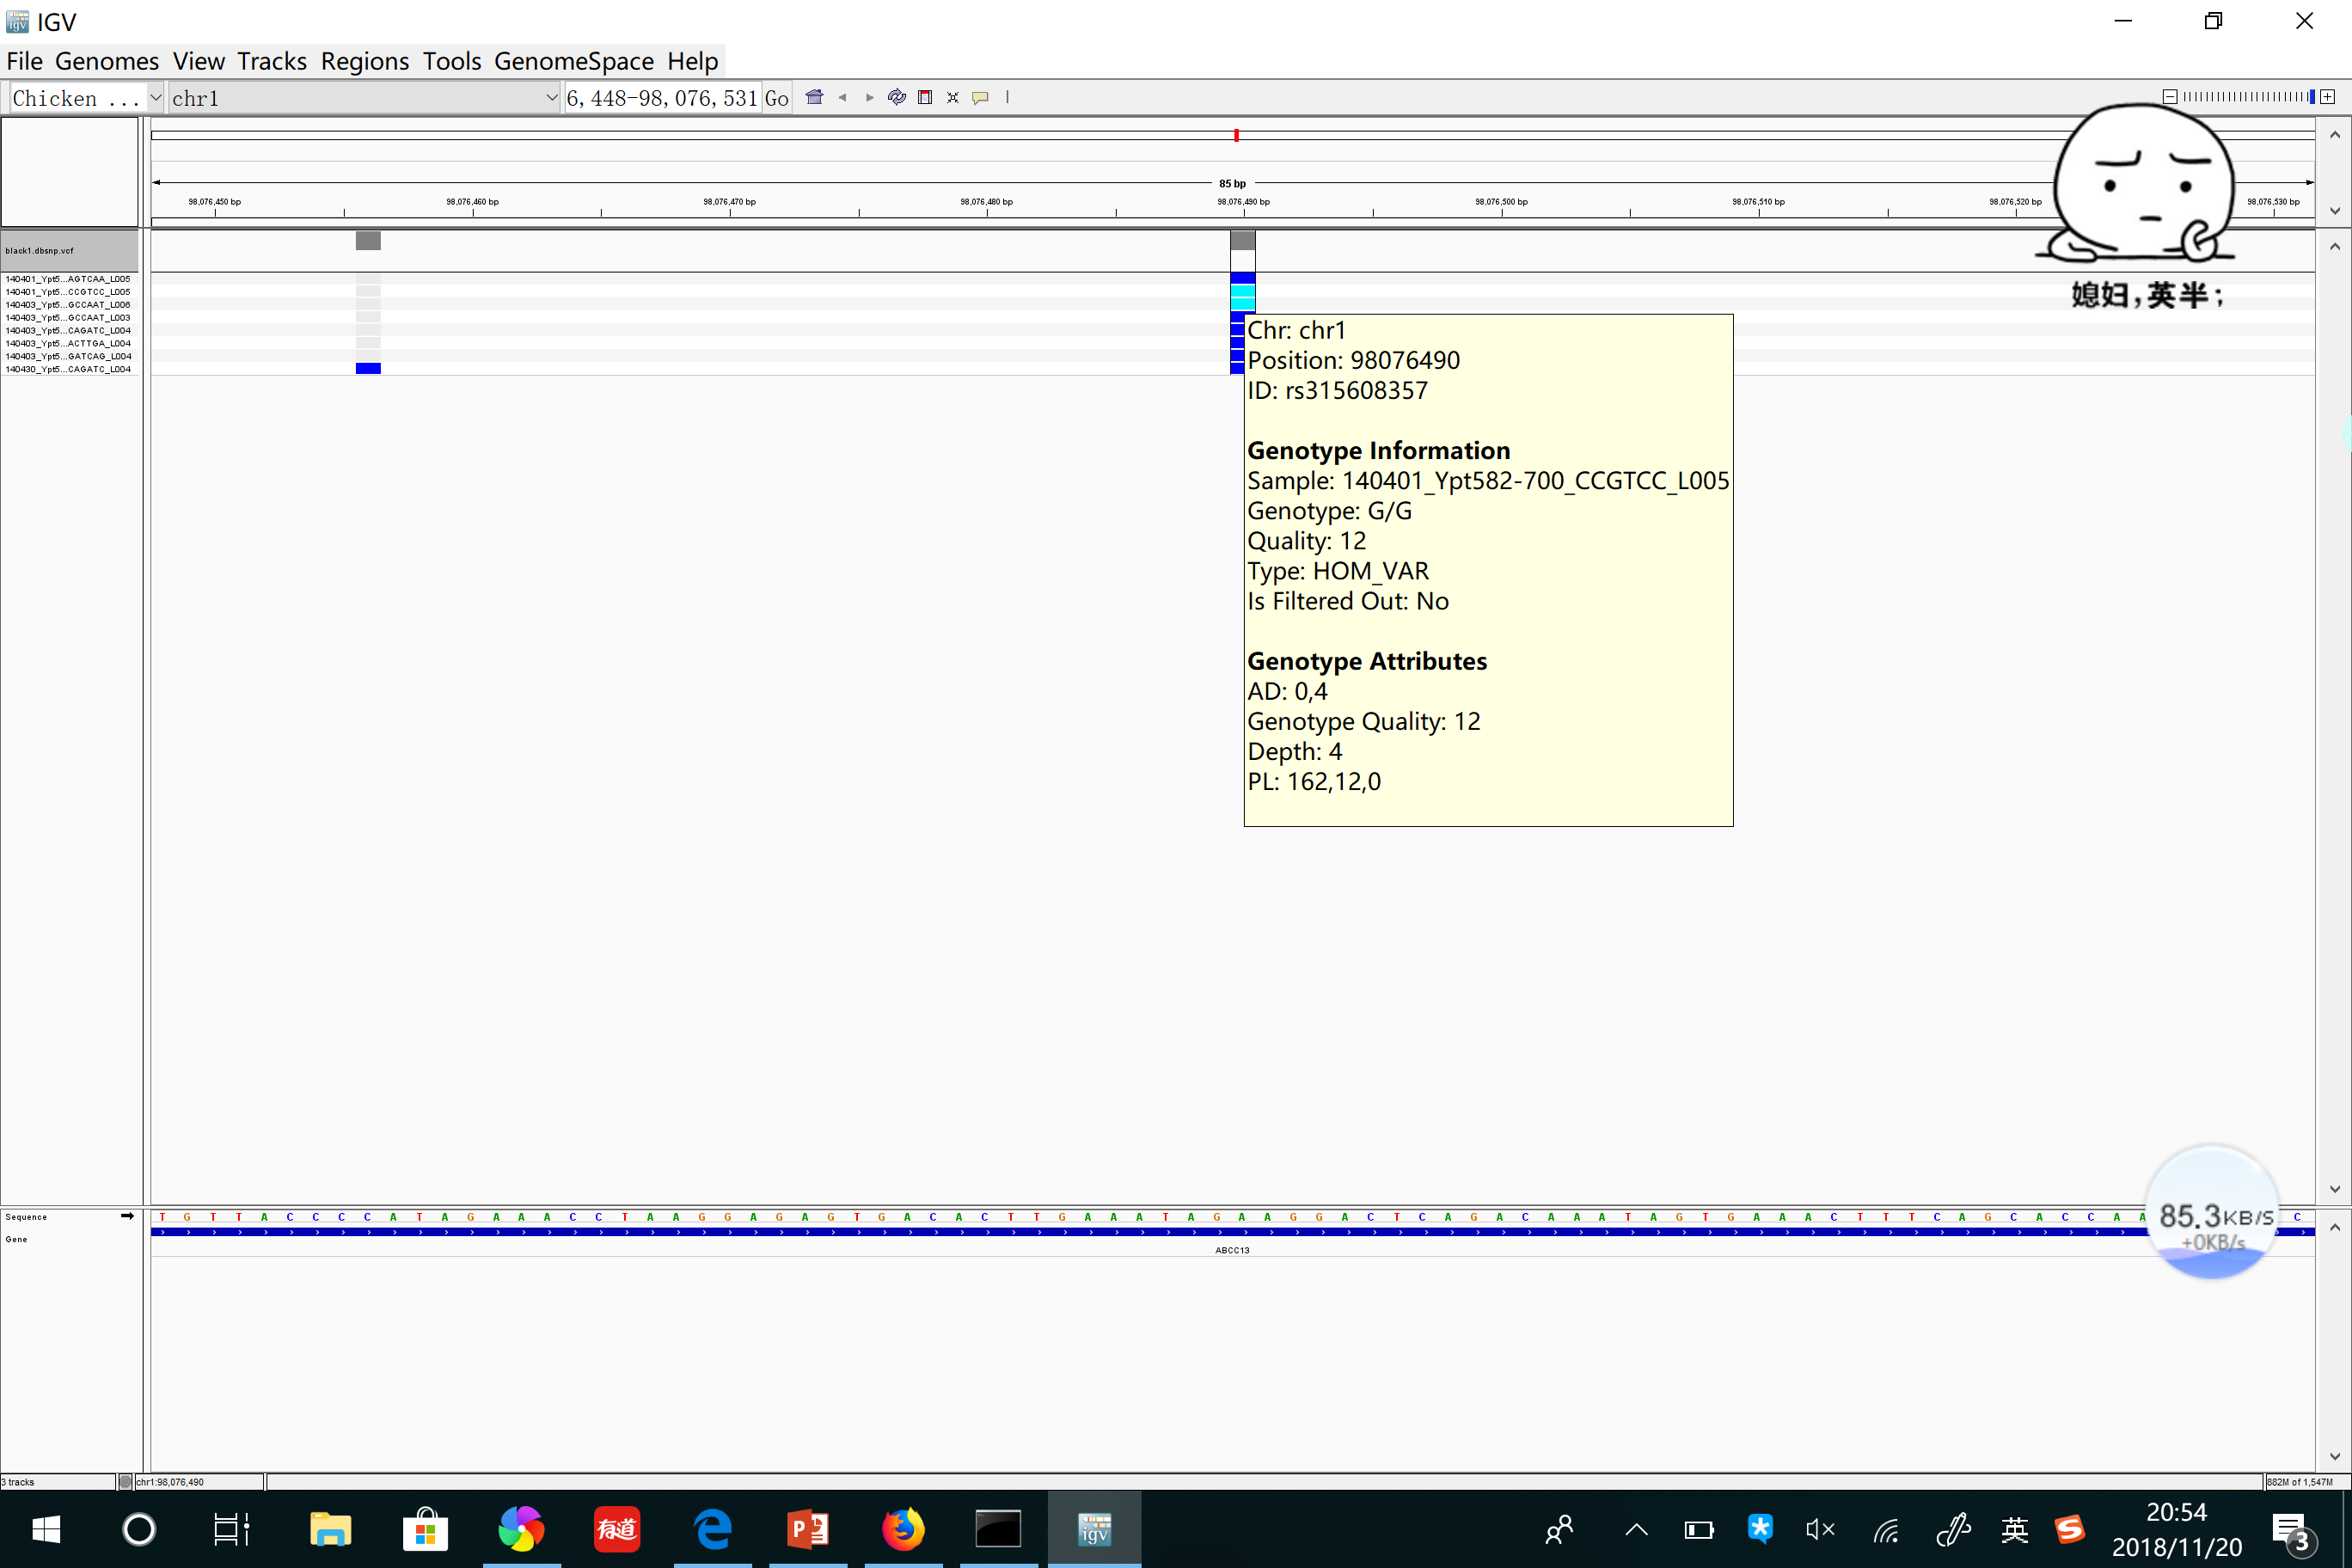 IGV
File Genomes View Tracks Regions Tools GenomeSpace Help
Chicken ... chr1 6,448-98,076,531 Go
85 bp
98,076,450 bp 98,076,460 bp 98,076,470 bp 98,076,480 bp 98,076,490 bp 98,076,500 bp 98,076,510 bp 98,076,520 bp 98,076,530 bp
媳妇,英半;
black1.dbsnp.vcf
140401_Ypt5...AGTCAA_L005
140401_Ypt5...CCGTCC_L005
140403_Ypt5...GCCAAT_L006
140403_Ypt5...GCCAAT_L003
140403_Ypt5...CAGATC_L004
140403_Ypt5...ACTTGA_L004
140403_Ypt5...GATCAG_L004
140430_Ypt5...CAGATC_L004
Chr: chr1
Position: 98076490
ID: rs315608357
Genotype Information
Sample: 140401_Ypt582-700_CCGTCC_L005
Genotype: G/G
Quality: 12
Type: HOM_VAR
Is Filtered Out: No
Genotype Attributes
AD: 0,4
Genotype Quality: 12
Depth: 4
PL: 162,12,0
Sequence T G T T A C C C C A T A G A A A C C T A A G G A G A G T G A C A C T T G A A A T A G A A G G A C T C A G A C A A A T A G T G A A A C T T T C A G C A C C A A A C
85.3KB/S
+0KB/s
Gene
ABCC13
3 tracks chr1:98,076,490 882M of 1,547M
有道
igv
英
20:54
2018/11/20
3